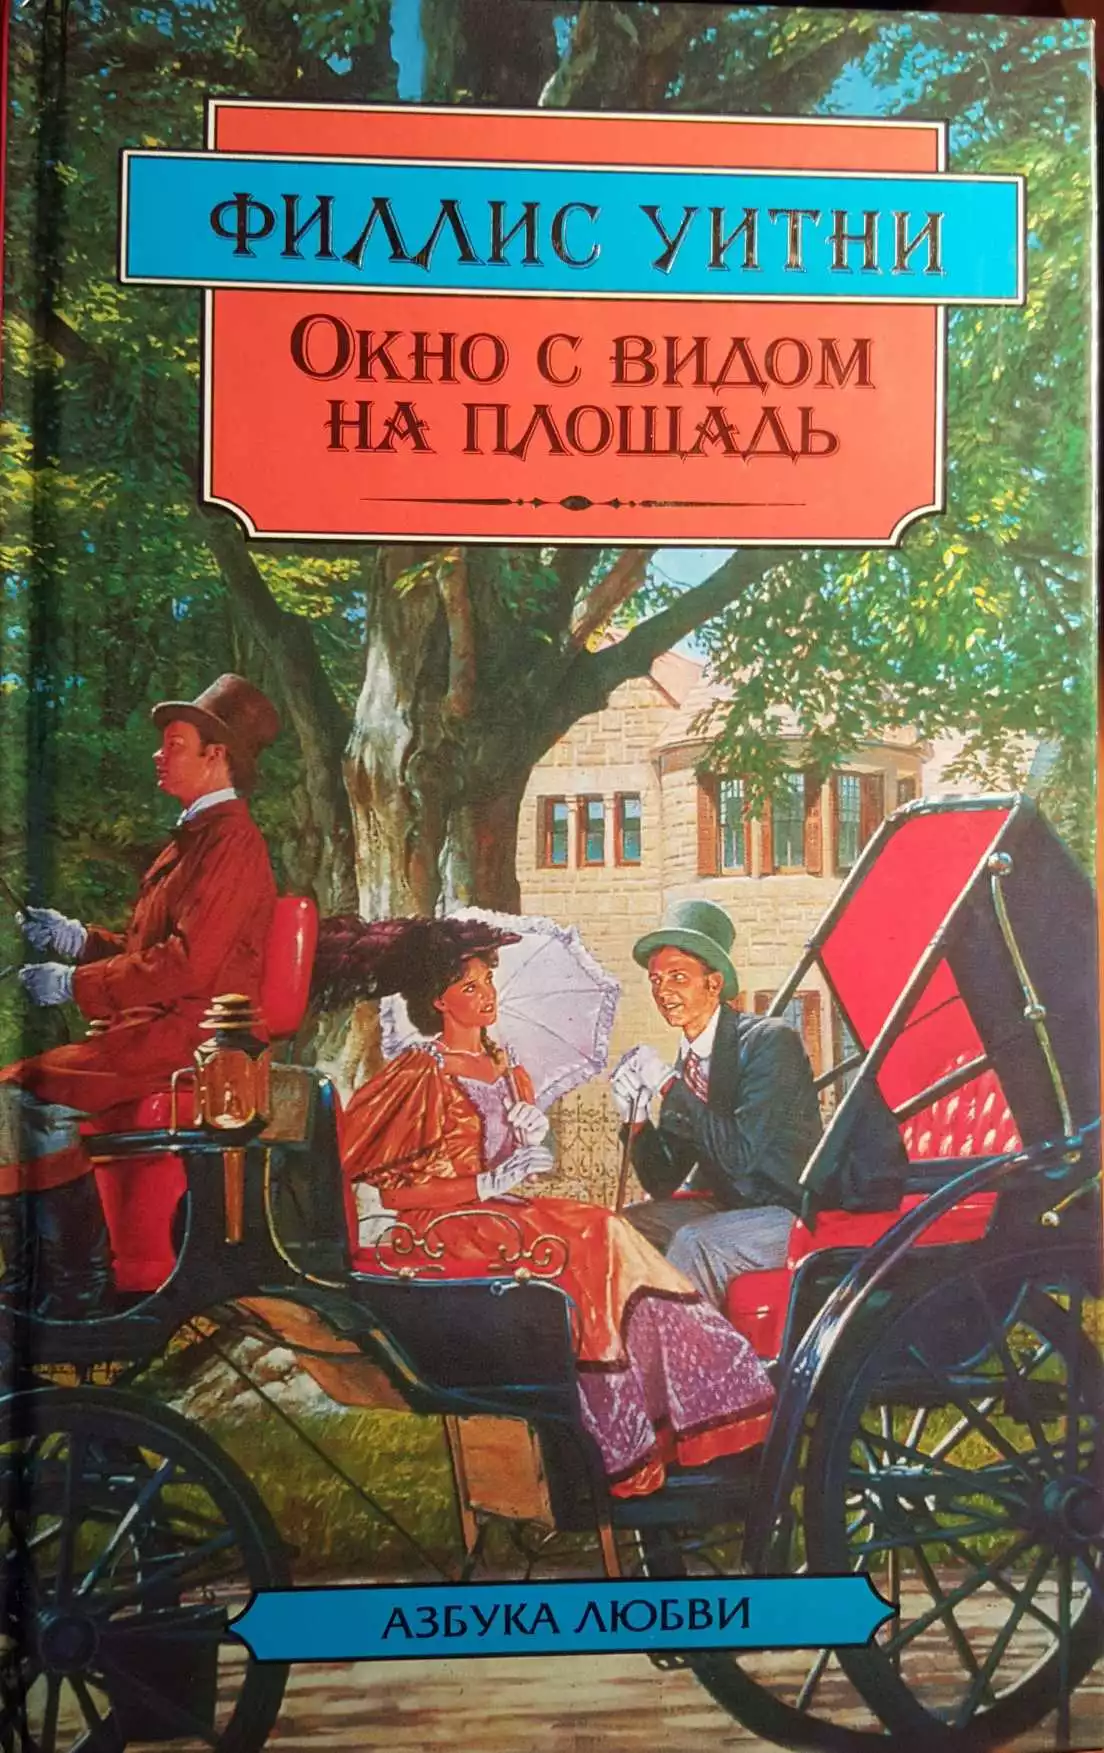 ФИЛЛИС УИТНИ
ОКНО С ВИДОМ
НА ПЛОЩАДЬ
АЗБУКА ЛЮБВИ